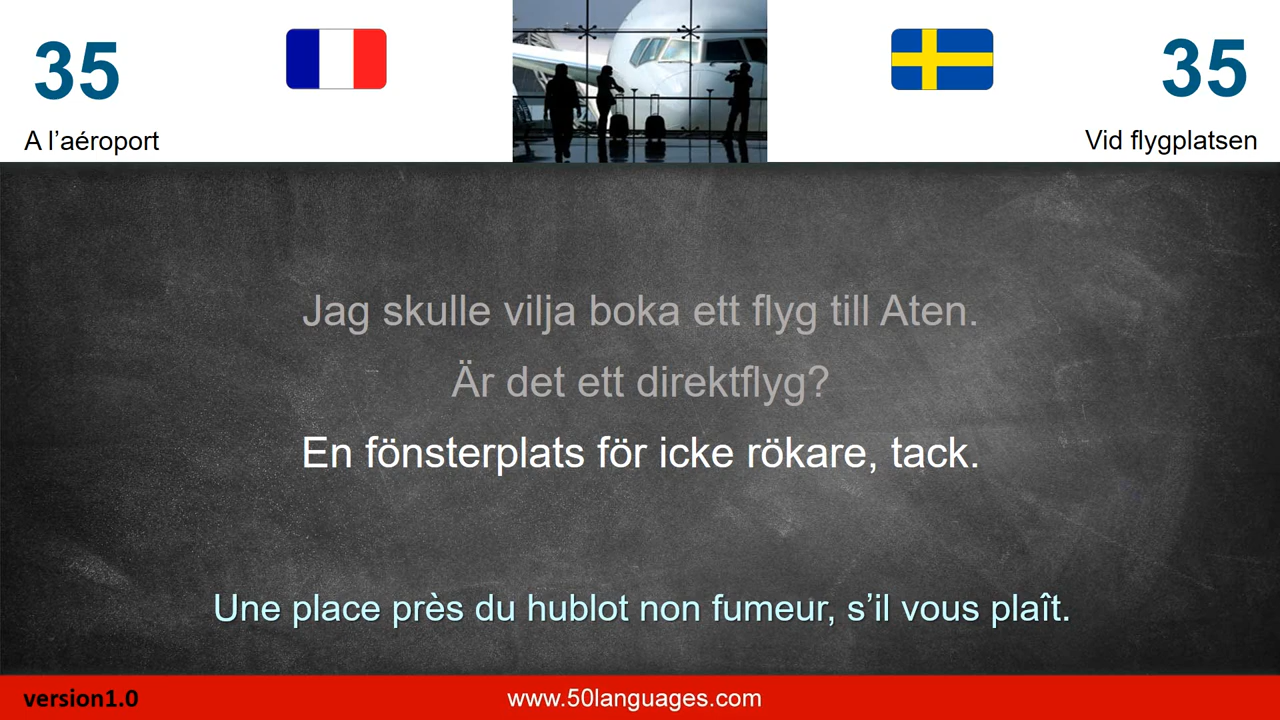 35
35
A l’aéroport
Vid flygplatsen
Jag skulle vilja boka ett flyg till Aten.
Är det ett direktflyg?
En fönsterplats för icke rökare, tack.
Une place près du hublot non fumeur, s’il vous plaît.
version1.0
www.50languages.com